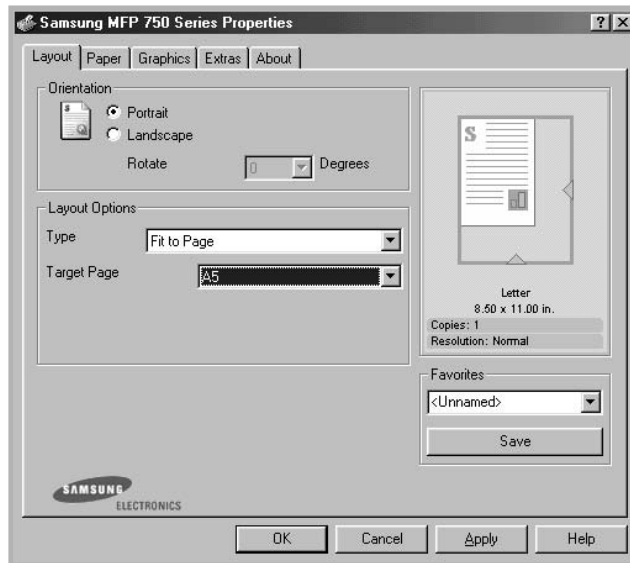 Samsung MFP 750 Series Properties
Layout Paper Graphics Extras About
Orientation
Portrait
Landscape
Rotate 0 Degrees
Layout Options
Type Fit to Page
Target Page A5
S
Letter
8.50 x 11.00 in.
Copies: 1
Resolution: Normal
Favorites
<Unnamed>
Save
SAMSUNG
ELECTRONICS
OK Cancel Apply Help